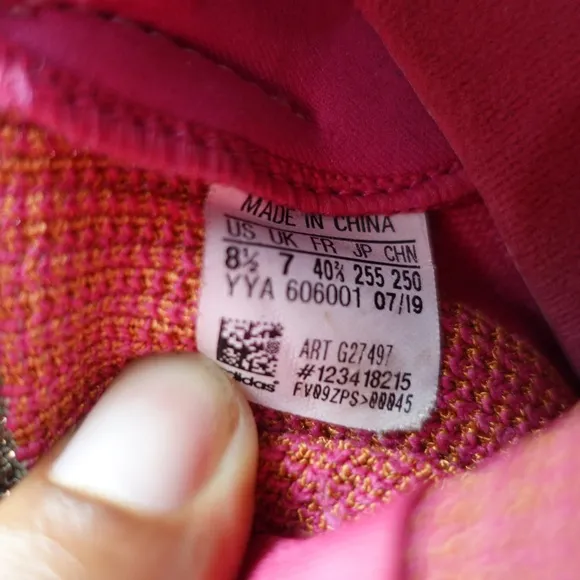 MADE IN CHINA
US UK FR JP CHN
8½ 7 40⅔ 255 250
YYA 606001 07/19
ART G27497
#123418215
adidas
FV09ZPS>00045